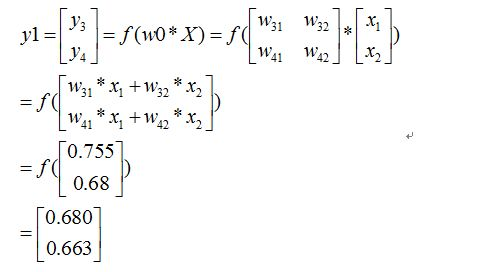 y1 = [y₃; y₄] = f(w0 * X) = f([w₃₁ w₃₂; w₄₁ w₄₂] * [x₁; x₂])
= f([w₃₁ * x₁ + w₃₂ * x₂; w₄₁ * x₁ + w₄₂ * x₂])
= f([0.755; 0.68])
= [0.680; 0.663]